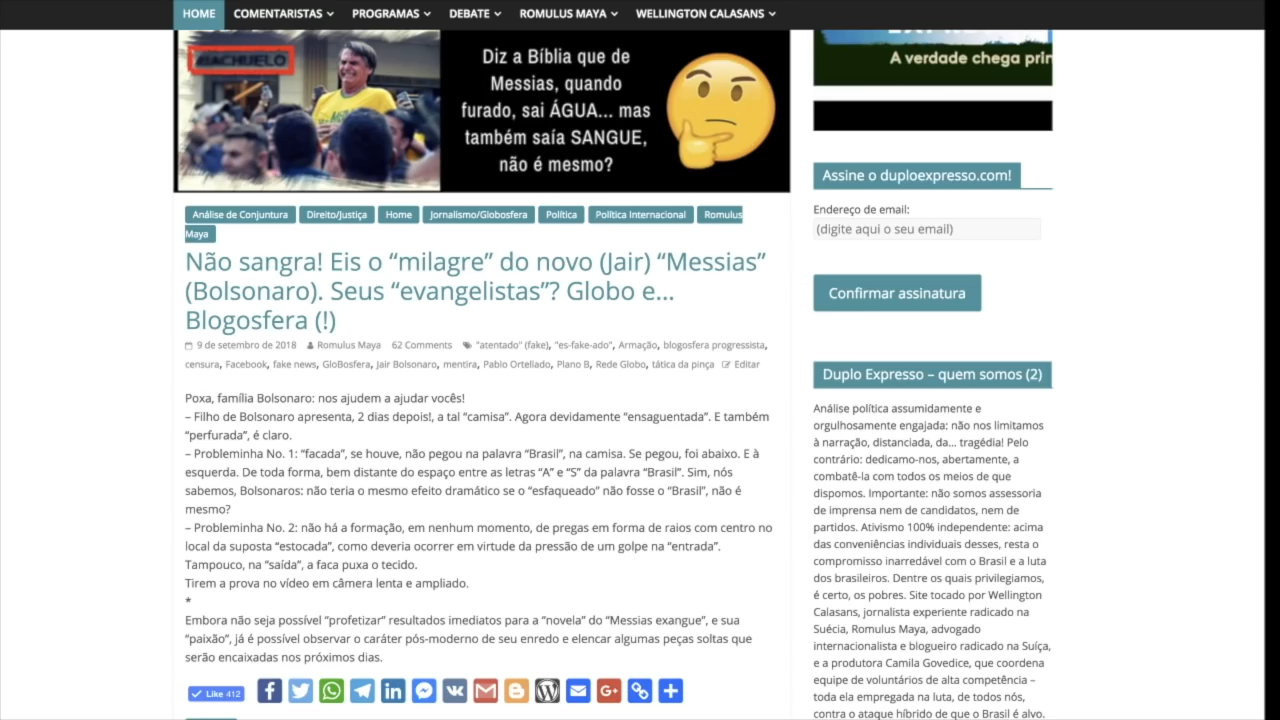 HOME COMENTARISTAS PROGRAMAS DEBATE ROMULUS MAYA WELLINGTON CALASANS
Diz a Bíblia que de
Messias, quando
furado, sai ÁGUA... mas
também saía SANGUE,
não é mesmo?
Análise de Conjuntura Direito/Justiça Home Jornalismo/Globosfera Política Política Internacional Romulus
Maya
Não sangra! Eis o “milagre” do novo (Jair) “Messias”
(Bolsonaro). Seus “evangelistas”? Globo e…
Blogosfera (!)
9 de setembro de 2018 Romulus Maya 62 Comments "atentado" (fake), "es-fake-ado", Armação, blogosfera progressista,
censura, Facebook, fake news, GloBosfera, Jair Bolsonaro, mentira, Pablo Ortellado, Plano B, Rede Globo, tática da pinça Editar
Poxa, família Bolsonaro: nos ajudem a ajudar vocês!
– Filho de Bolsonaro apresenta, 2 dias depois!, a tal “camisa”. Agora devidamente “ensaguentada”. E também
“perfurada”, é claro.
– Probleminha No. 1: “facada”, se houve, não pegou na palavra “Brasil”, na camisa. Se pegou, foi abaixo. E à
esquerda. De toda forma, bem distante do espaço entre as letras “A” e “S” da palavra “Brasil”. Sim, nós
sabemos, Bolsonaros: não teria o mesmo efeito dramático se o “esfaqueado” não fosse o “Brasil”, não é
mesmo?
– Probleminha No. 2: não há a formação, em nenhum momento, de pregas em forma de raios com centro no
local da suposta “estocada”, como deveria ocorrer em virtude da pressão de um golpe na “entrada”.
Tampouco, na “saída”, a faca puxa o tecido.
Tirem a prova no vídeo em câmera lenta e ampliado.
*
Embora não seja possível “profetizar” resultados imediatos para a “novela” do “Messias exangue”, e sua
“paixão”, já é possível observar o caráter pós-moderno de seu enredo e elencar algumas peças soltas que
serão encaixadas nos próximos dias.
Like 412
A verdade chega prir
Assine o duploexpresso.com!
Endereço de email:
(digite aqui o seu email)
Confirmar assinatura
Duplo Expresso – quem somos (2)
Análise política assumidamente e
orgulhosamente engajada: não nos limitamos
à narração, distanciada, da… tragédia! Pelo
contrário: dedicamo-nos, abertamente, a
combatê-la com todos os meios de que
dispomos. Importante: não somos assessoria
de imprensa nem de candidatos, nem de
partidos. Ativismo 100% independente: acima
das conveniências individuais desses, resta o
compromisso inarredável com o Brasil e a luta
dos brasileiros. Dentre os quais privilegiamos,
é certo, os pobres. Site tocado por Wellington
Calasans, jornalista experiente radicado na
Suécia, Romulus Maya, advogado
internacionalista e blogueiro radicado na Suíça,
e a produtora Camila Govedice, que coordena
equipe de voluntários de alta competência –
toda ela empregada na luta, de todos nós,
contra o ataque híbrido de que o Brasil é alvo.